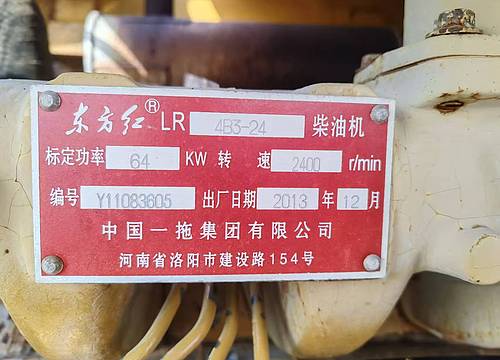 东方红® LR 4B3-24 柴油机
标定功率 64 KW 转 速 2400 r/min
编号 Y11083605 出厂日期 2013 年 12 月
中国一拖集团有限公司
河南省洛阳市建设路154号